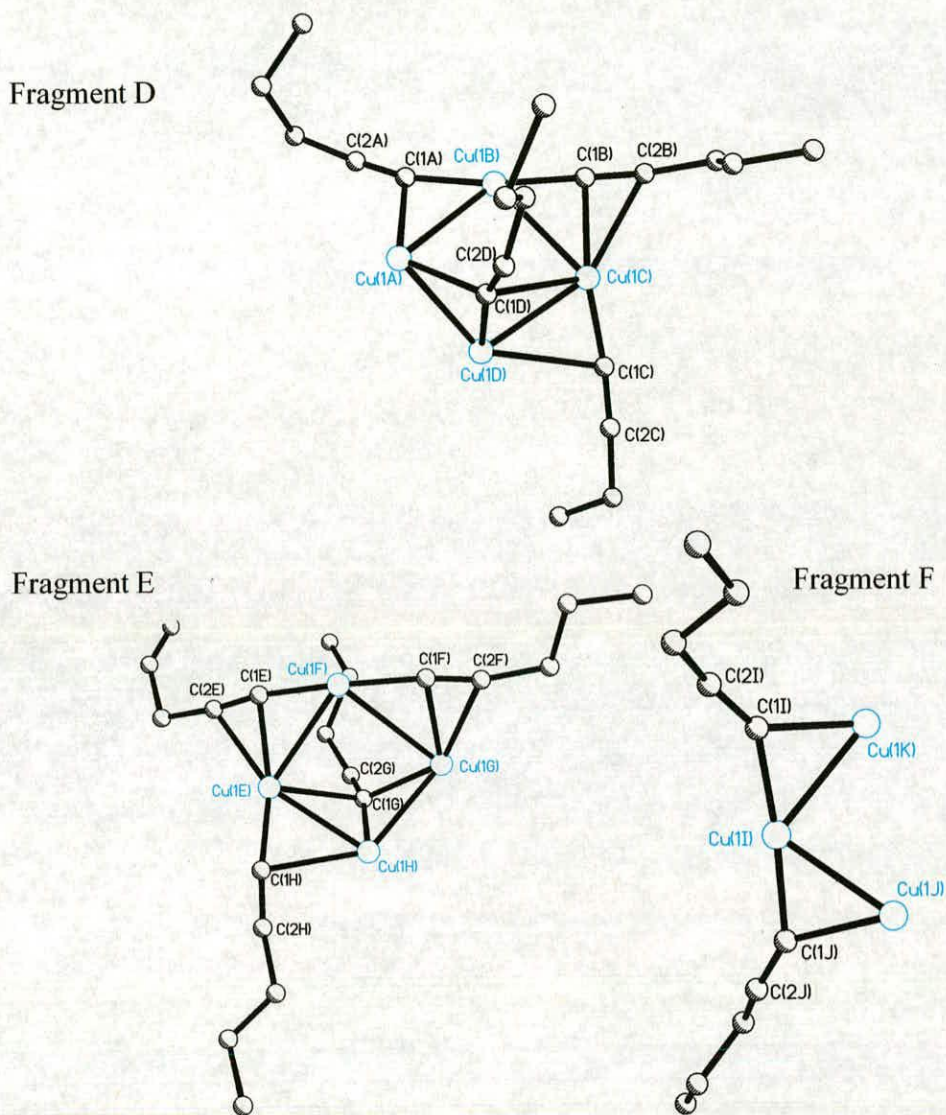 Fragment D
C(2A)
C(1A)
Cu(1B)
C(1B)
C(2B)
Cu(1A)
C(2D)
Cu(1C)
C(1D)
Cu(1D)
C(1C)
C(2C)
Fragment E
Fragment F
C(2E)
C(1E)
Cu(1F)
C(1F)
C(2F)
Cu(1E)
C(2G)
C(1G)
Cu(1G)
Cu(1H)
C(1H)
C(2H)
C(2I)
C(1I)
Cu(1K)
Cu(1I)
Cu(1J)
C(1J)
C(2J)